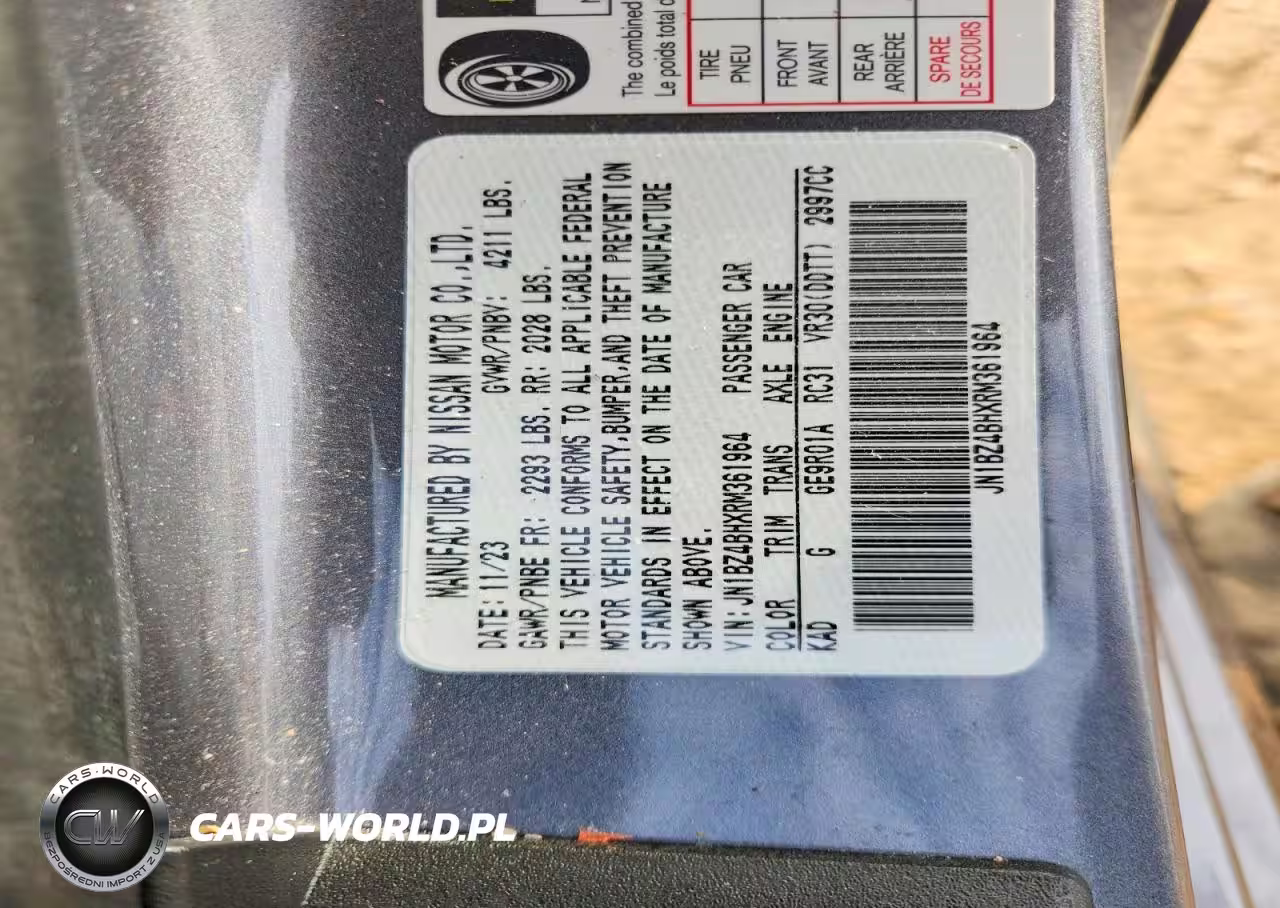 The combined
Le poids total
TIRE
PNEU
FRONT
AVANT
REAR
ARRIÈRE
SPARE
DE SECOURS
MANUFACTURED BY NISSAN MOTOR CO.,LTD.
DATE:11/23 GVWR/PNBV: 4211 LBS.
GAWR/PNBE FR: 2293 LBS. RR: 2028 LBS.
THIS VEHICLE CONFORMS TO ALL APPLICABLE FEDERAL
MOTOR VEHICLE SAFETY,BUMPER,AND THEFT PREVENTION
STANDARDS IN EFFECT ON THE DATE OF MANUFACTURE
SHOWN ABOVE.
VIN:JN1BZ4BHXRM361964 PASSENGER CAR
COLOR TRIM TRANS AXLE ENGINE
KAD G GE9R01A RC31 VR30(DDTT) 2997CC
JN1BZ4BHXRM361964
CARS-WORLD
CW
BEZPOŚREDNI IMPORT Z USA
CARS-WORLD.PL